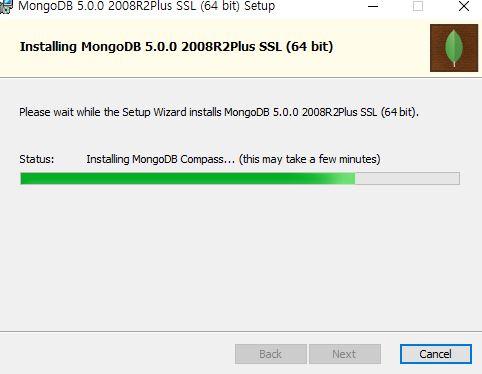 MongoDB 5.0.0 2008R2Plus SSL (64 bit) Setup
Installing MongoDB 5.0.0 2008R2Plus SSL (64 bit)
Please wait while the Setup Wizard installs MongoDB 5.0.0 2008R2Plus SSL (64 bit).
Status: Installing MongoDB Compass... (this may take a few minutes)
Back Next Cancel